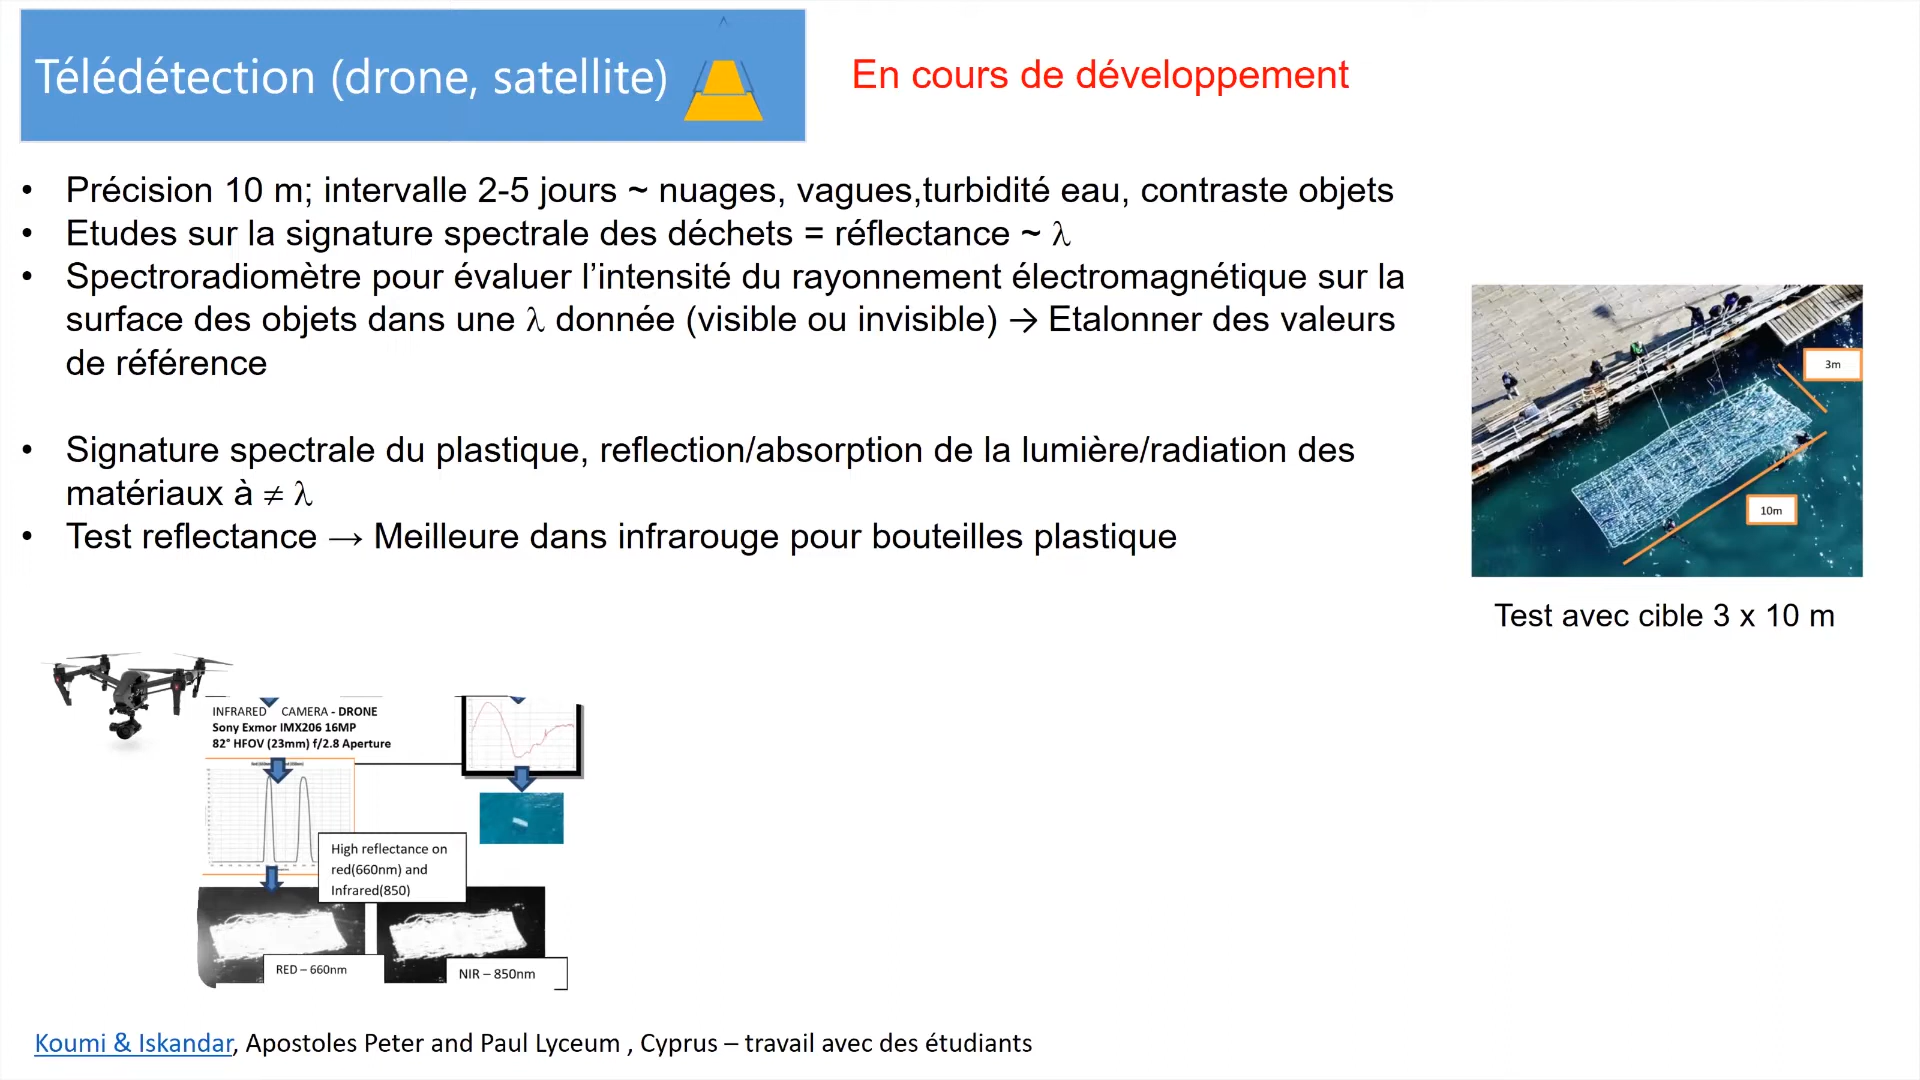 Télédétection (drone, satellite)
En cours de développement
• Précision 10 m; intervalle 2-5 jours ~ nuages, vagues,turbidité eau, contraste objets
• Etudes sur la signature spectrale des déchets = réflectance ~ λ
• Spectroradiomètre pour évaluer l’intensité du rayonnement électromagnétique sur la
surface des objets dans une λ donnée (visible ou invisible) → Etalonner des valeurs
de référence
• Signature spectrale du plastique, reflection/absorption de la lumière/radiation des
matériaux à ≠ λ
• Test reflectance → Meilleure dans infrarouge pour bouteilles plastique
3m
10m
Test avec cible 3 x 10 m
INFRARED CAMERA - DRONE
Sony Exmor IMX206 16MP
82° HFOV (23mm) f/2.8 Aperture
High reflectance on
red(660nm) and
Infrared(850)
RED – 660nm
NIR – 850nm
Koumi & Iskandar, Apostoles Peter and Paul Lyceum , Cyprus – travail avec des étudiants